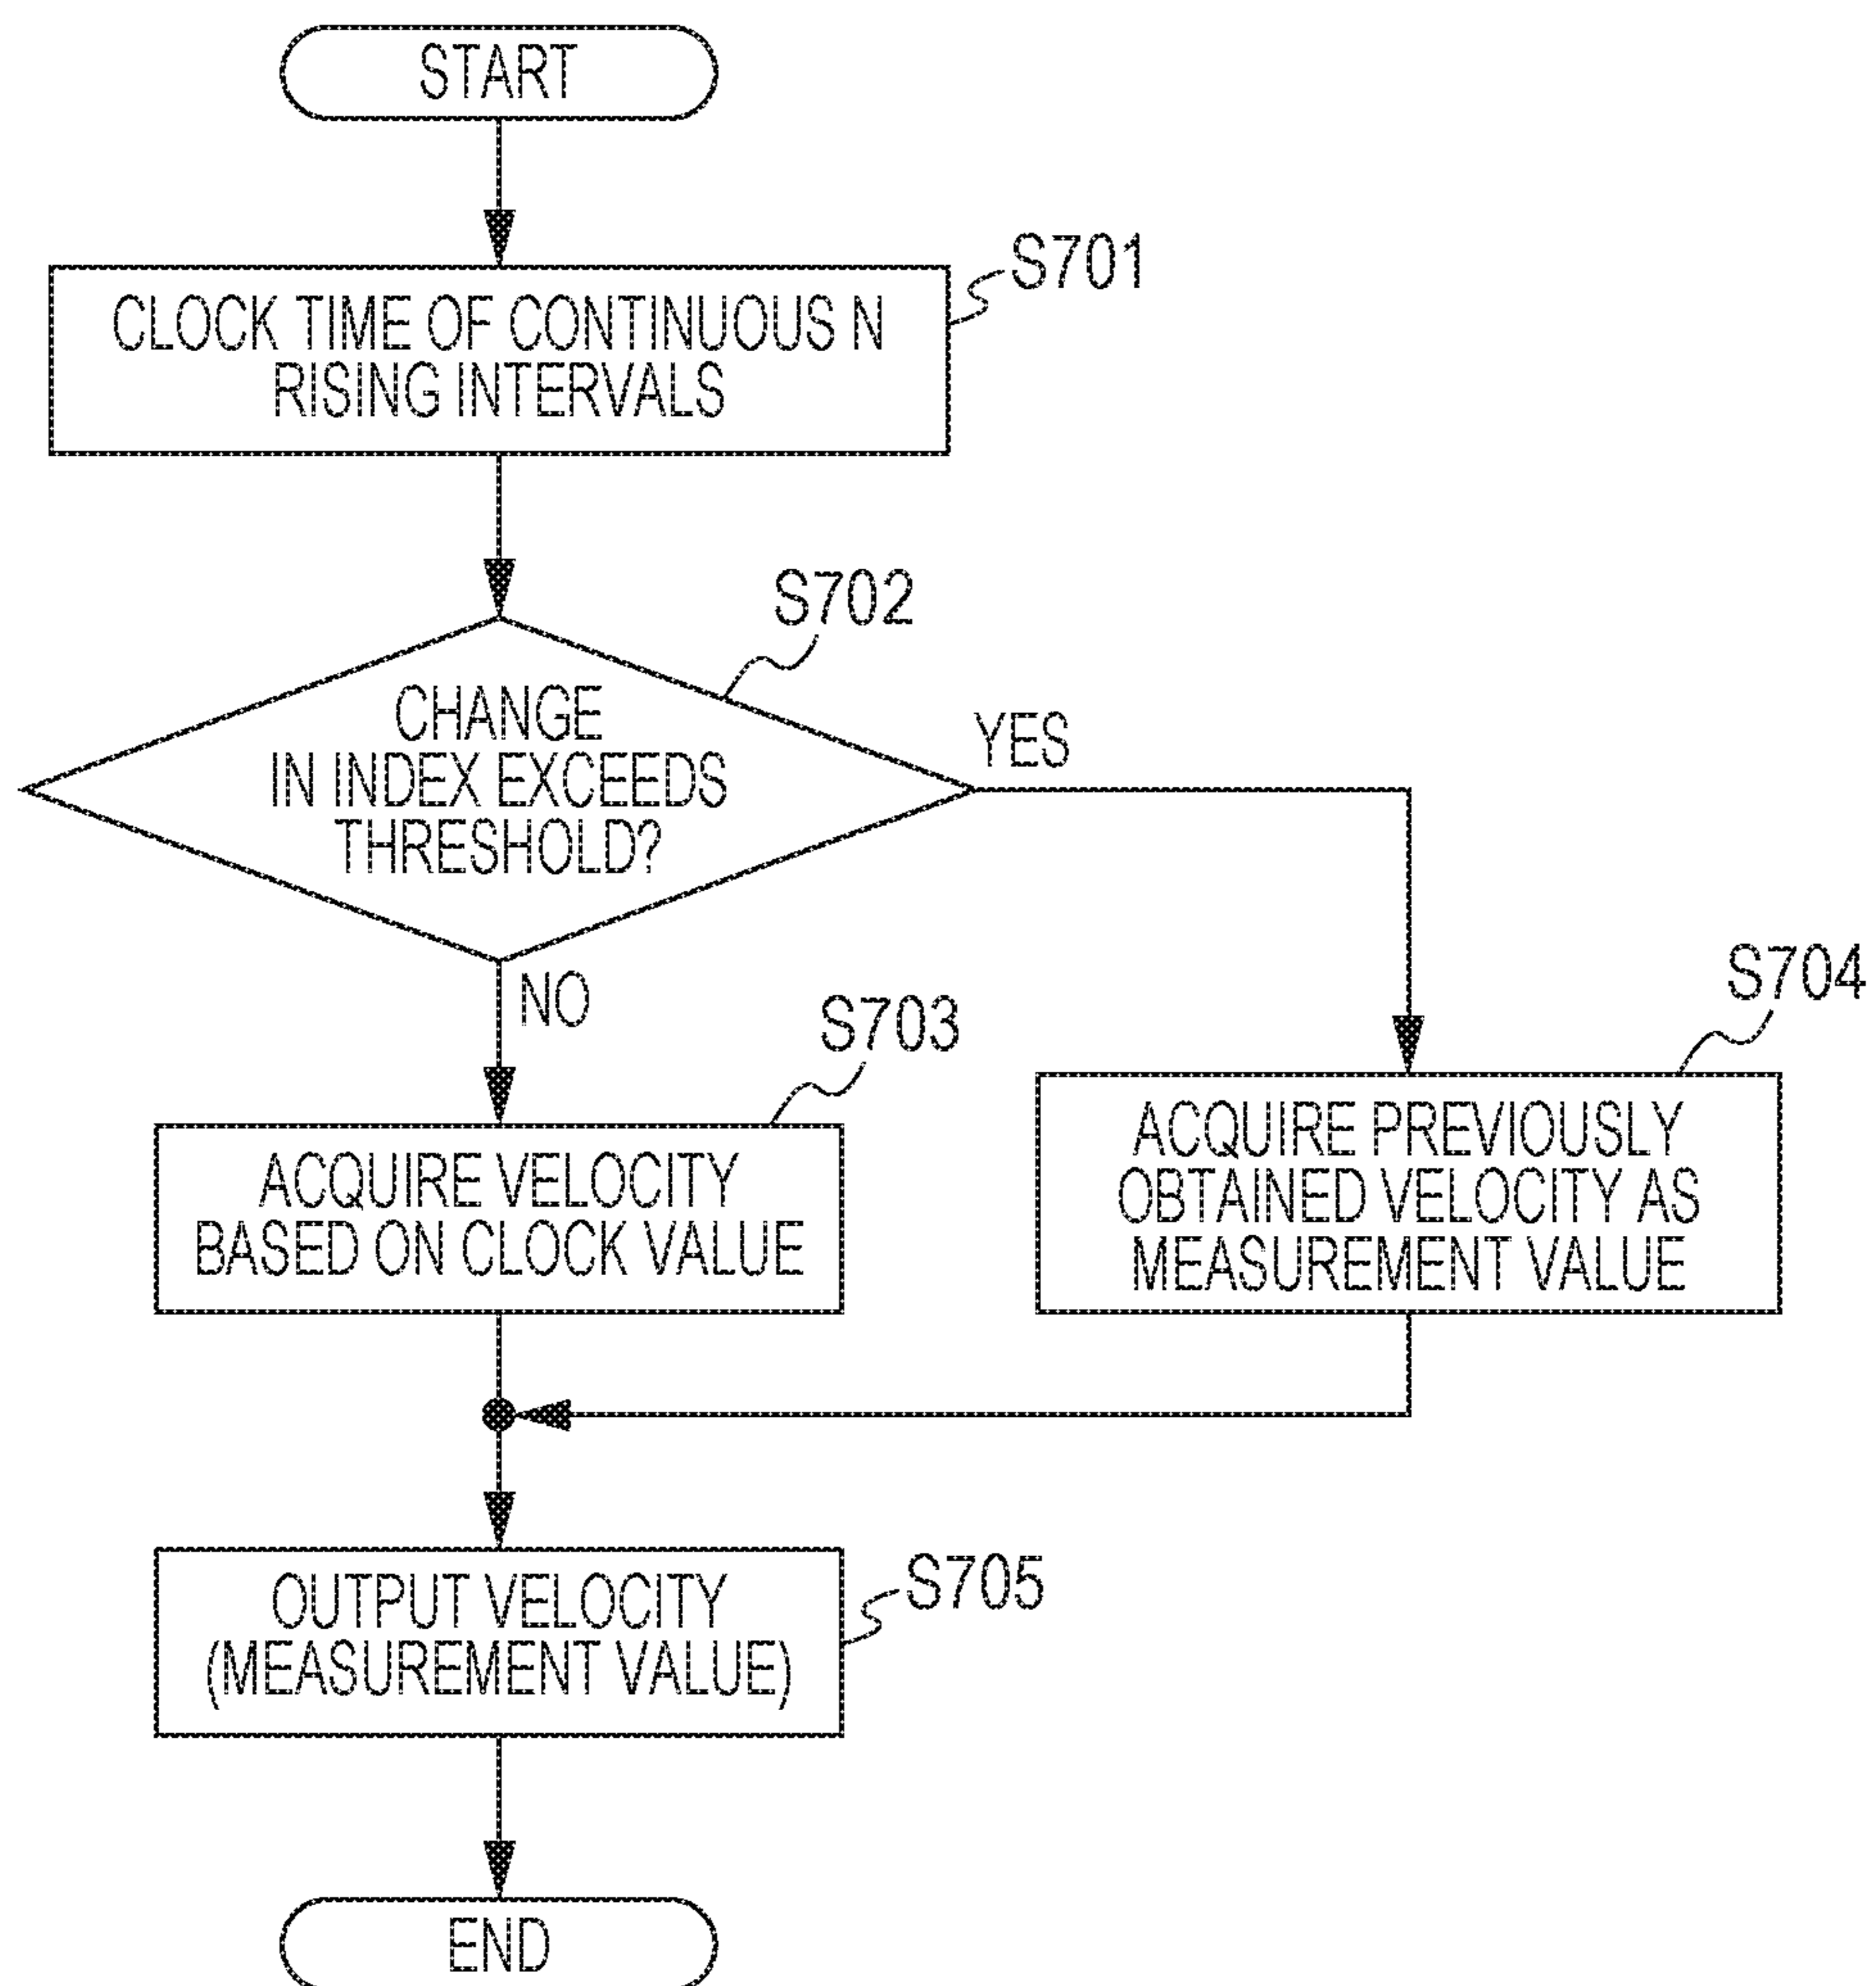 START
S701
CLOCK TIME OF CONTINUOUS N
RISING INTERVALS
S702
CHANGE
IN INDEX EXCEEDS
THRESHOLD?
YES
NO
S703
ACQUIRE VELOCITY
BASED ON CLOCK VALUE
S704
ACQUIRE PREVIOUSLY
OBTAINED VELOCITY AS
MEASUREMENT VALUE
S705
OUTPUT VELOCITY
(MEASUREMENT VALUE)
END